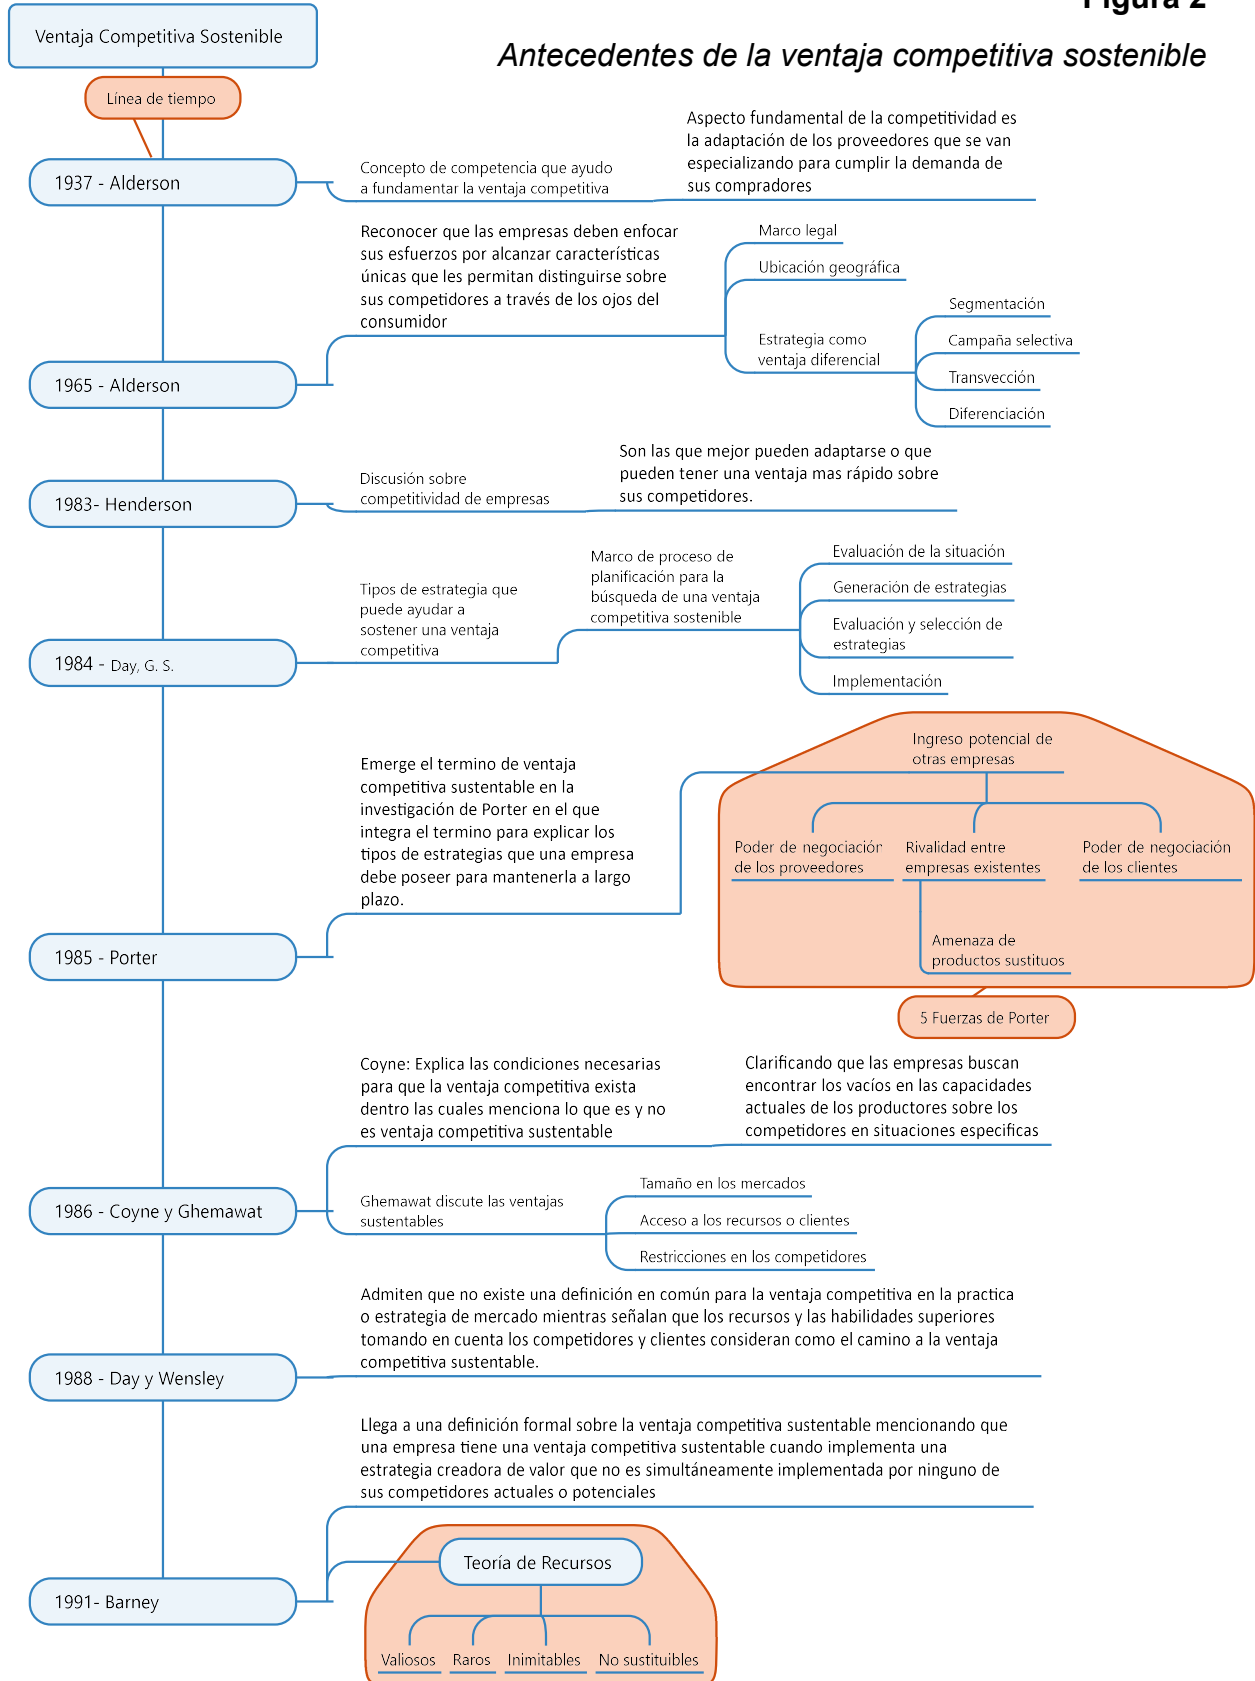 Figura 2
Antecedentes de la ventaja competitiva sostenible
Ventaja Competitiva Sostenible
Línea de tiempo
1937 - Alderson
Concepto de competencia que ayudo
a fundamentar la ventaja competitiva
Aspecto fundamental de la competitividad es
la adaptación de los proveedores que se van
especializando para cumplir la demanda de
sus compradores
1965 - Alderson
Reconocer que las empresas deben enfocar
sus esfuerzos por alcanzar características
únicas que les permitan distinguirse sobre
sus competidores a través de los ojos del
consumidor
Marco legal
Ubicación geográfica
Estrategia como
ventaja diferencial
Segmentación
Campaña selectiva
Transvección
Diferenciación
1983- Henderson
Discusión sobre
competitividad de empresas
Son las que mejor pueden adaptarse o que
pueden tener una ventaja mas rápido sobre
sus competidores.
1984 - Day, G. S.
Tipos de estrategia que
puede ayudar a
sostener una ventaja
competitiva
Marco de proceso de
planificación para la
búsqueda de una ventaja
competitiva sostenible
Evaluación de la situación
Generación de estrategias
Evaluación y selección de
estrategias
Implementación
1985 - Porter
Emerge el termino de ventaja
competitiva sustentable en la
investigación de Porter en el que
integra el termino para explicar los
tipos de estrategias que una empresa
debe poseer para mantenerla a largo
plazo.
Ingreso potencial de
otras empresas
Poder de negociación
de los proveedores
Rivalidad entre
empresas existentes
Poder de negociación
de los clientes
Amenaza de
productos sustituos
5 Fuerzas de Porter
1986 - Coyne y Ghemawat
Coyne: Explica las condiciones necesarias
para que la ventaja competitiva exista
dentro las cuales menciona lo que es y no
es ventaja competitiva sustentable
Clarificando que las empresas buscan
encontrar los vacíos en las capacidades
actuales de los productores sobre los
competidores en situaciones especificas
Ghemawat discute las ventajas
sustentables
Tamaño en los mercados
Acceso a los recursos o clientes
Restricciones en los competidores
1988 - Day y Wensley
Admiten que no existe una definición en común para la ventaja competitiva en la practica
o estrategia de mercado mientras señalan que los recursos y las habilidades superiores
tomando en cuenta los competidores y clientes consideran como el camino a la ventaja
competitiva sustentable.
1991- Barney
Llega a una definición formal sobre la ventaja competitiva sustentable mencionando que
una empresa tiene una ventaja competitiva sustentable cuando implementa una
estrategia creadora de valor que no es simultáneamente implementada por ninguno de
sus competidores actuales o potenciales
Teoría de Recursos
Valiosos
Raros
Inimitables
No sustituibles